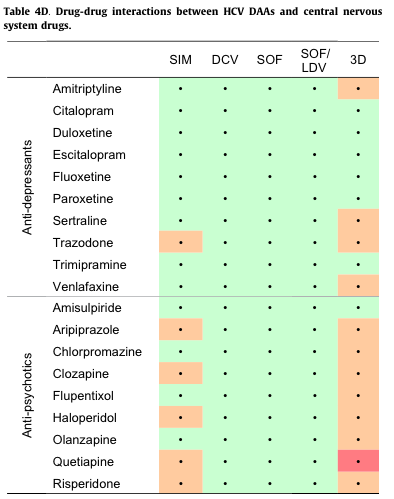 Table 4D. Drug-drug interactions between HCV DAAs and central nervous
system drugs.
SIM DCV SOF SOF/
LDV 3D
Anti-depressants
Amitriptyline • • • • •
Citalopram • • • • •
Duloxetine • • • • •
Escitalopram • • • • •
Fluoxetine • • • • •
Paroxetine • • • • •
Sertraline • • • • •
Trazodone • • • • •
Trimipramine • • • • •
Venlafaxine • • • • •
Anti-psychotics
Amisulpiride • • • • •
Aripiprazole • • • • •
Chlorpromazine • • • • •
Clozapine • • • • •
Flupentixol • • • • •
Haloperidol • • • • •
Olanzapine • • • • •
Quetiapine • • • • •
Risperidone • • • • •